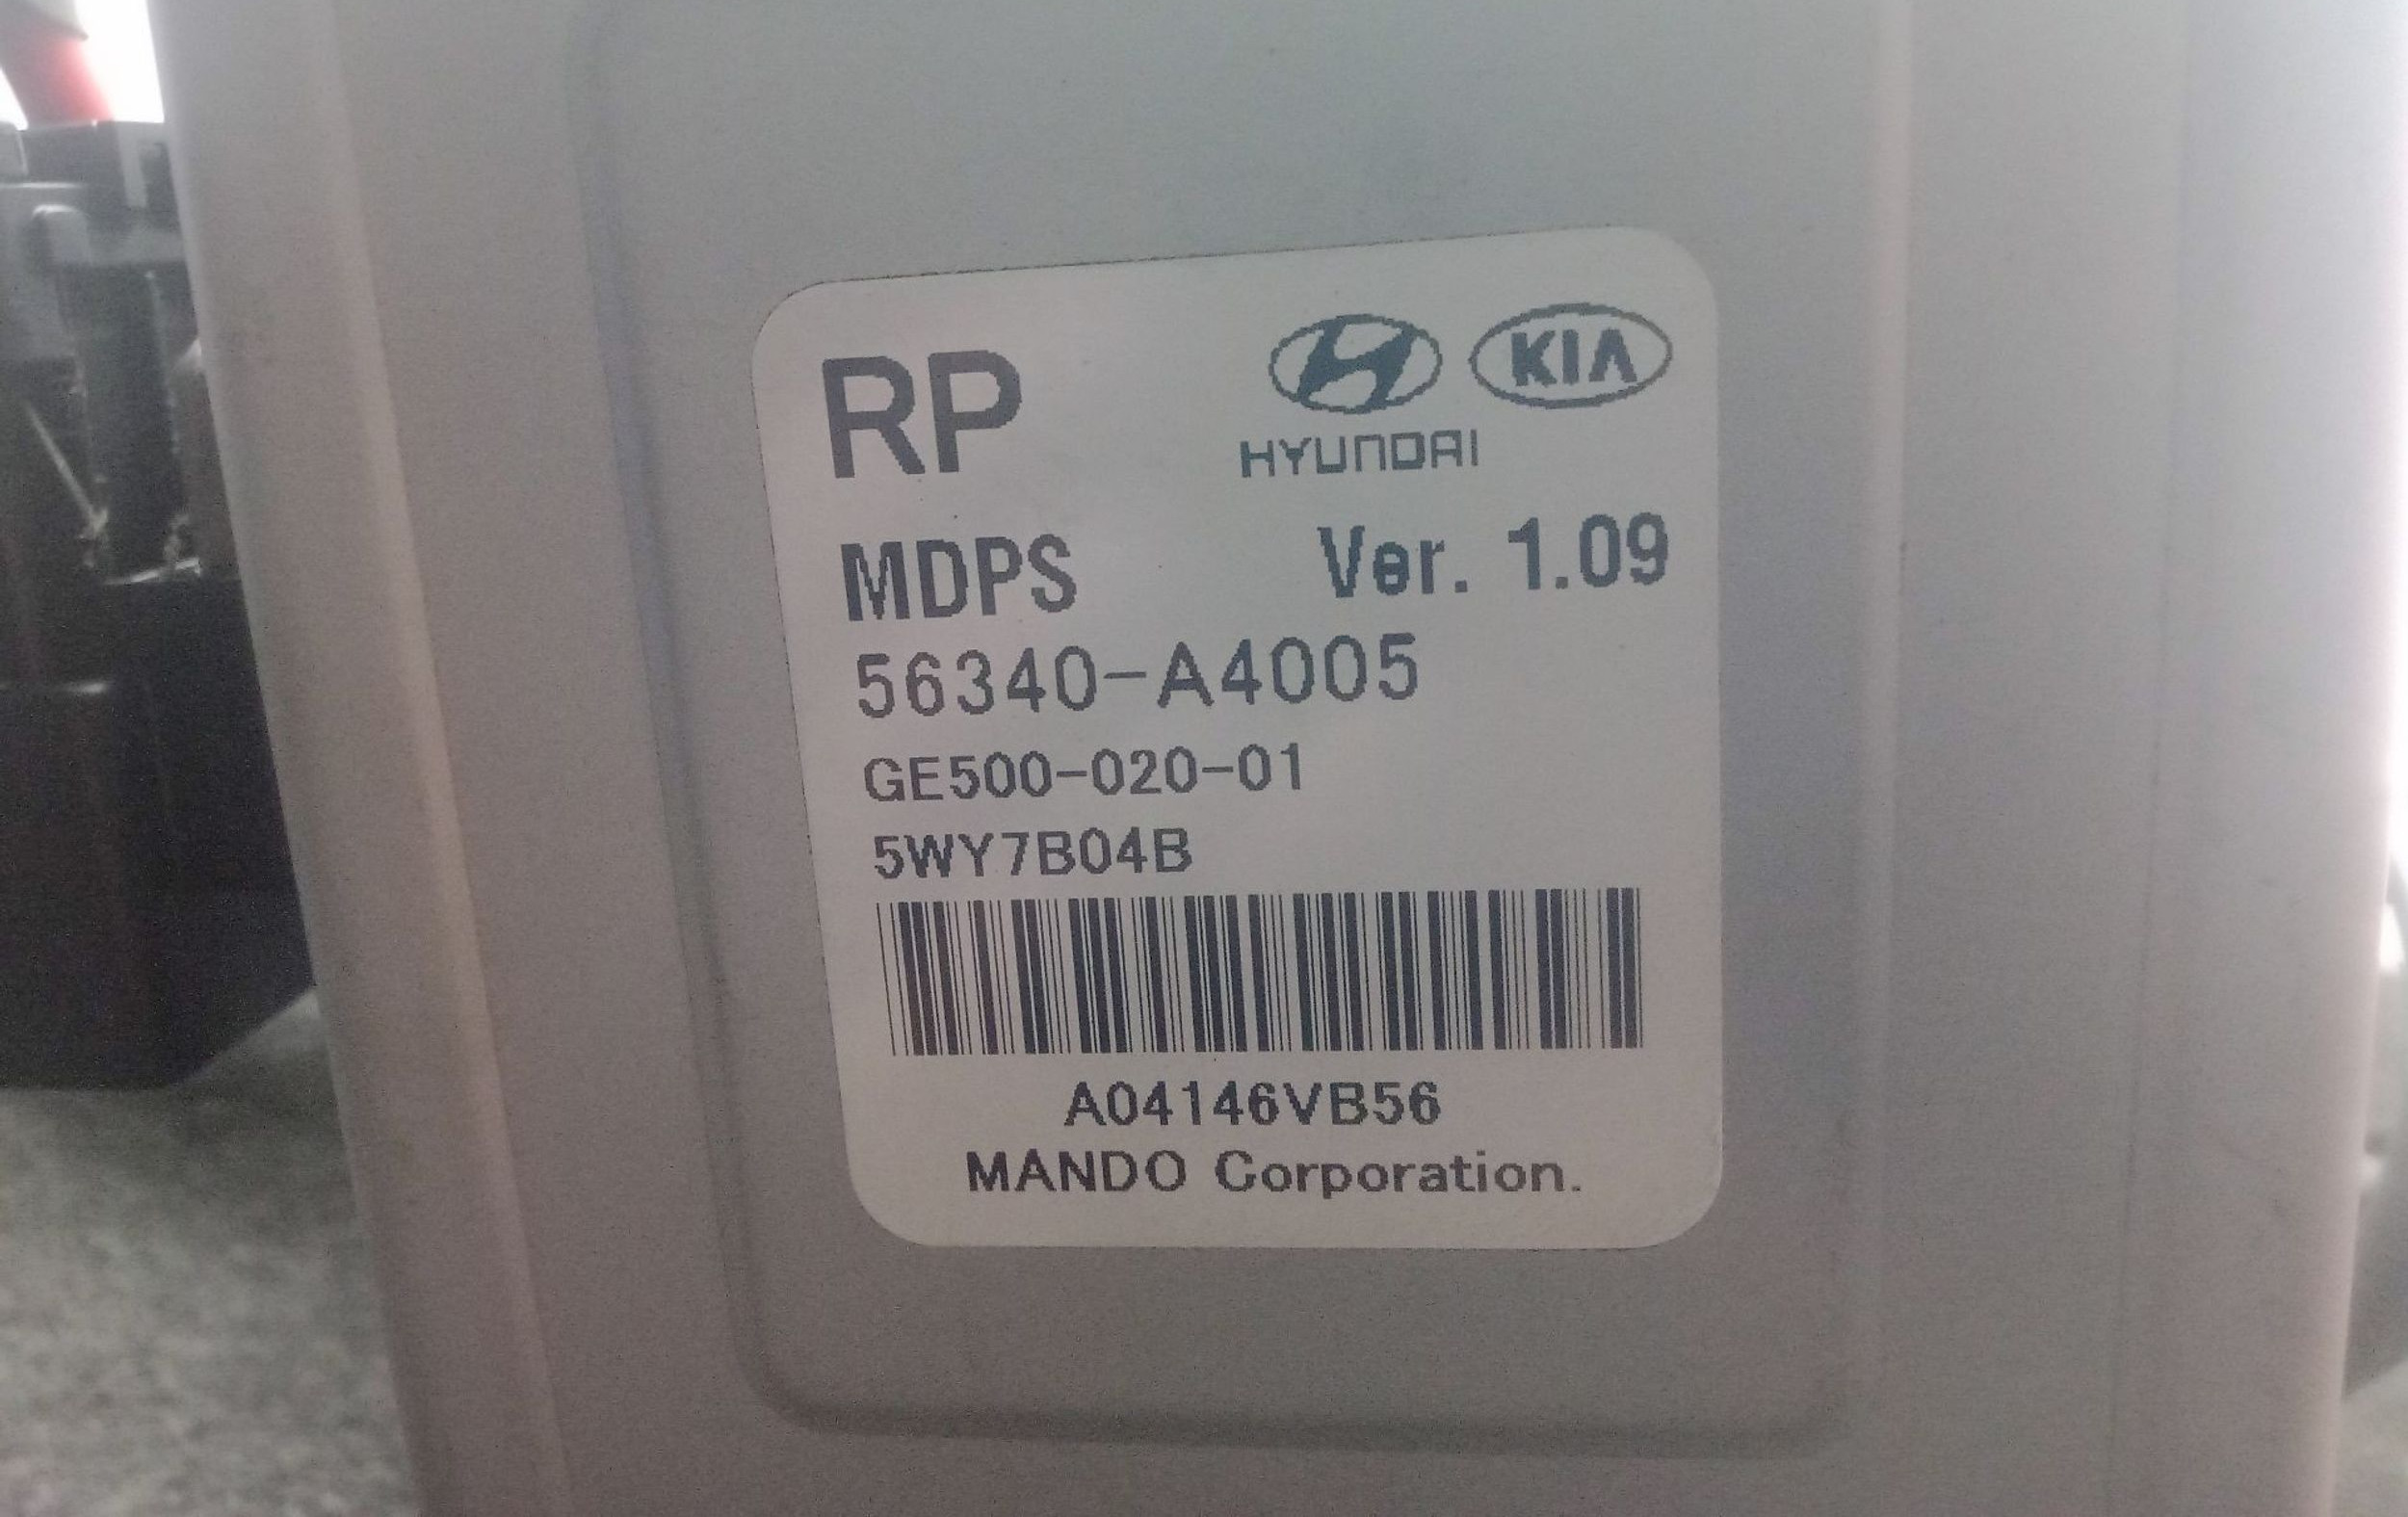 RP
KIA
HYUNDAI
MDPS Ver. 1.09
56340-A4005
GE500-020-01
5WY7B04B
A04146VB56
MANDO Corporation.